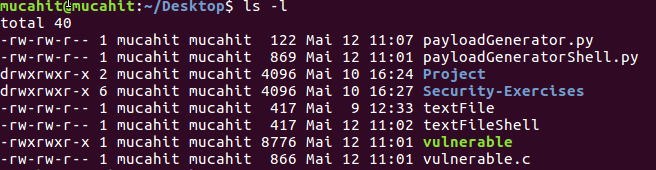 mucahit@mucahit:~/Desktop$ ls -l
total 40
-rw-rw-r-- 1 mucahit mucahit  122 Mai 12 11:07 payloadGenerator.py
-rw-rw-r-- 1 mucahit mucahit  869 Mai 12 11:01 payloadGeneratorShell.py
drwxrwxr-x 2 mucahit mucahit 4096 Mai 10 16:24 Project
drwxrwxr-x 6 mucahit mucahit 4096 Mai 10 16:27 Security-Exercises
-rw-rw-r-- 1 mucahit mucahit  417 Mai  9 12:33 textFile
-rw-rw-r-- 1 mucahit mucahit  417 Mai 12 11:02 textFileShell
-rwxrwxr-x 1 mucahit mucahit 8776 Mai 12 11:01 vulnerable
-rw-rw-r-- 1 mucahit mucahit  866 Mai 12 11:01 vulnerable.c